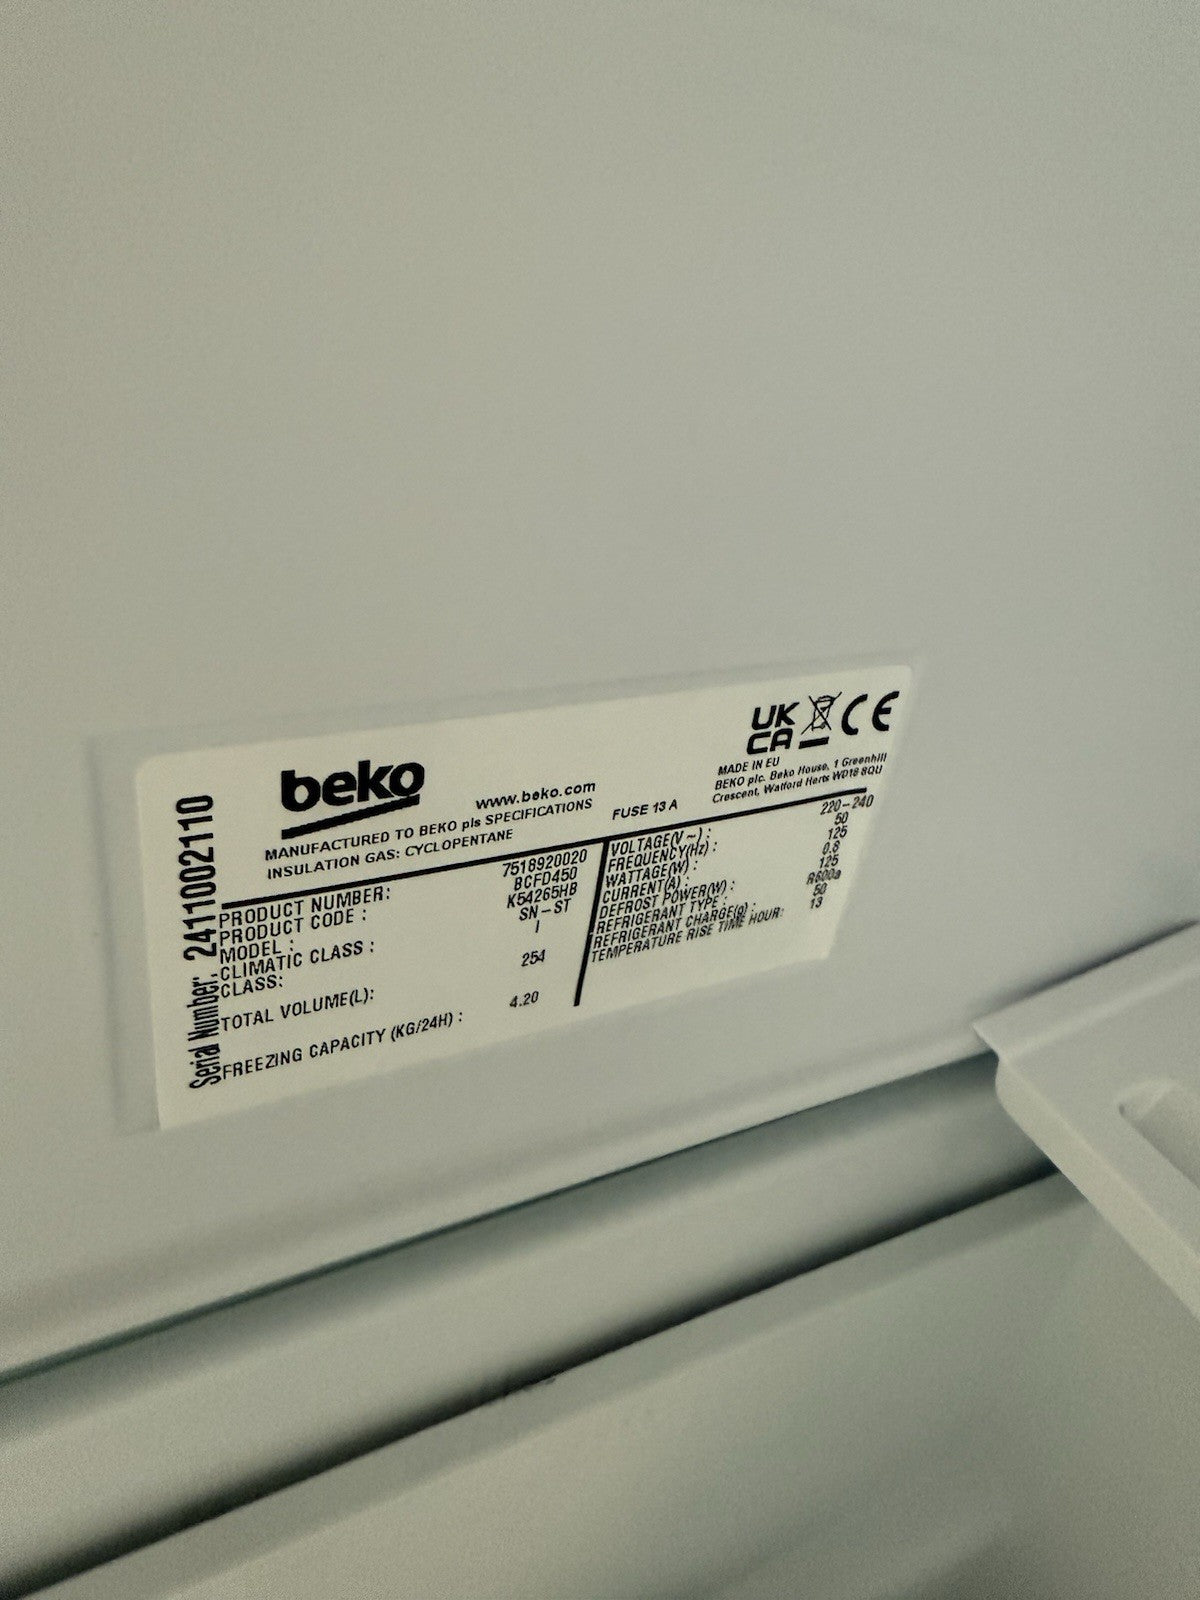 beko
www.beko.com
MANUFACTURED TO BEKO pls SPECIFICATIONS
INSULATION GAS: CYCLOPENTANE
FUSE 13 A
UK
CA
CE
MADE IN EU
BEKO plc. Beko House, 1 Greenhill
Crescent, Watford Herts WD18 8QU
Serial Number: 2411002110
PRODUCT NUMBER: 7518920020
PRODUCT CODE : BCFD450
MODEL : K54265HB
CLIMATIC CLASS : SN-ST
CLASS: I
TOTAL VOLUME(L): 254
FREEZING CAPACITY (KG/24H) : 4.20
VOLTAGE(V~) : 220-240
FREQUENCY(Hz) : 50
WATTAGE(W) : 125
CURRENT(A) : 0.8
DEFROST POWER(W) : 125
REFRIGERANT TYPE : R600a
REFRIGERANT CHARGE(g) : 50
TEMPERATURE RISE TIME HOUR: 13